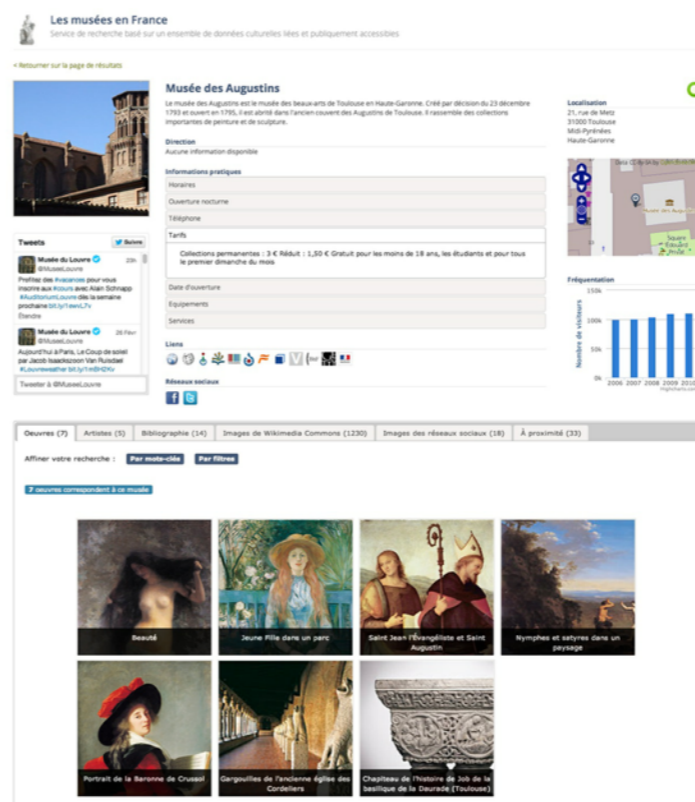 Les musées en France
Service de recherche basé sur un ensemble de données culturelles liées et publiquement accessibles
< Retourner sur la page de résultats
Musée des Augustins
Le musée des Augustins est le musée des beaux-arts de Toulouse en Haute-Garonne. Créé par décision du 23 décembre
1793 et ouvert en 1795, il est abrité dans l'ancien couvent des Augustins de Toulouse. Il rassemble des collections
importantes de peinture et de sculpture.
Direction
Aucune information disponible
Informations pratiques
Horaires
Ouverture nocturne
Téléphone
Tarifs
Collections permanentes : 3 € Réduit : 1,50 € Gratuit pour les moins de 18 ans, les étudiants et pour tous
le premier dimanche du mois
Date d'ouverture
Equipements
Services
Liens
Réseaux sociaux
Localisation
21, rue de Metz
31000 Toulouse
Midi-Pyrénées
Haute-Garonne
Musée des
Square
Edouard
Fréquentation
Nombre de visiteurs
150k
100k
50k
0k
2006 2007 2008 2009 2010
Highcharts.com
Tweets
Suivre
Musée du Louvre
23h
@MuseeLouvre
Profitez des #vacances pour vous
inscrire aux #cours avec Alain Schnapp
#AuditoriumLouvre dès la semaine
prochaine
Étendre
Musée du Louvre
26 Févr
@MuseeLouvre
Aujourd'hui à Paris, Le Coup de soleil
par Jacob Isaackszoon Van Ruisdael
#Louvreweather
Tweeter à @MuseeLouvre
Oeuvres (7)
Artistes (5)
Bibliographie (14)
Images de Wikimedia Commons (1230)
Images des réseaux sociaux (18)
À proximité (33)
Affiner votre recherche :
Par mots-clés
Par filtres
7 oeuvres correspondent à ce musée
Beauté
Jeune Fille dans un parc
Saint Jean l'Évangéliste et Saint
Augustin
Nymphes et satyres dans un
paysage
Portrait de la Baronne de Crussol
Gargouilles de l'ancienne église des
Cordeliers
Chapiteau de l'histoire de Job de la
basilique de la Daurade (Toulouse)